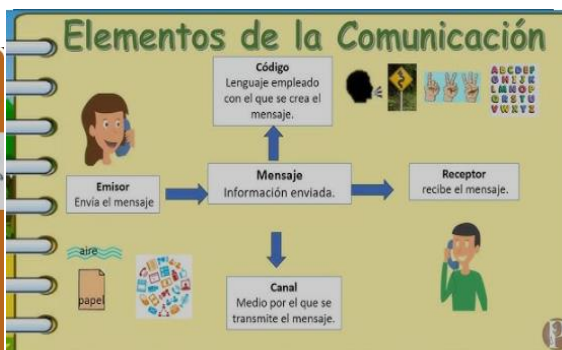 Elementos de la Comunicación
Código
Lenguaje empleado
con el que se crea el
mensaje.
ABCDEF
GHIJK
LMNOP
QRSTU
VWXYZ
Emisor
Envía el mensaje
Mensaje
Información enviada.
Receptor
recibe el mensaje.
aire
papel
Canal
Medio por el que se
transmite el mensaje.
P